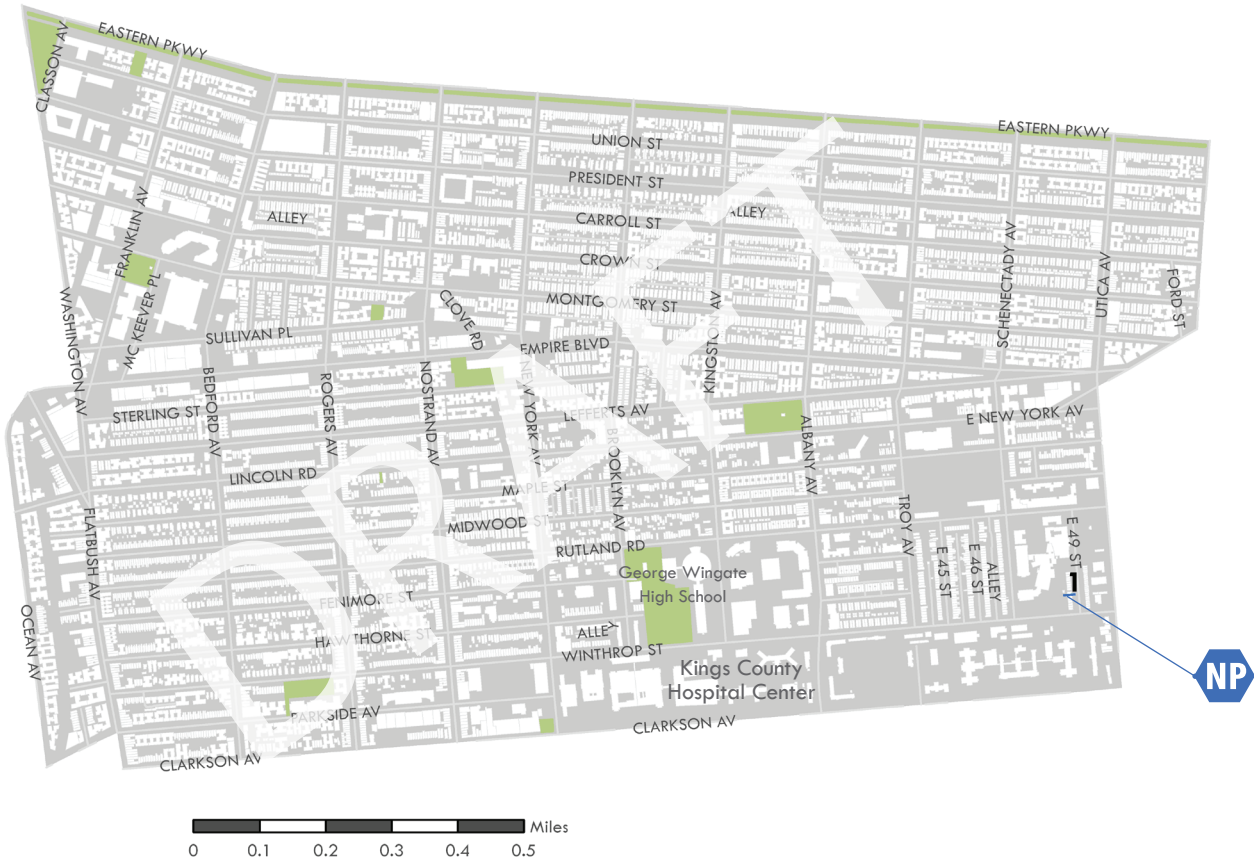 EASTERN PKWY
CLASSON AV
EASTERN PKWY
UNION ST
PRESIDENT ST
ALLEY
CARROLL ST
ALLEY
FRANKLIN AV
CROWN ST
SCHENECTADY AV
UTICA AV
FORD ST
WASHINGTON AV
MC KEEVER PL
SULLIVAN PL
CLOVE RD
MONTGOMERY ST
KINGSTON AV
EMPIRE BLVD
BEDFORD AV
ROGERS AV
NOSTRAND AV
NEW YORK AV
STERLING ST
LEFFERTS AV
E NEW YORK AV
BROOKLYN AV
ALBANY AV
LINCOLN RD
MAPLE ST
FLATBUSH AV
MIDWOOD ST
TROY AV
E 49 ST
RUTLAND RD
E 45 ST
E 46 ST
ALLEY
George Wingate
High School
FENIMORE ST
OCEAN AV
HAWTHORNE ST
ALLEY
WINTHROP ST
Kings County
Hospital Center
NP
PARKSIDE AV
CLARKSON AV
CLARKSON AV
DRAFT
Miles
0 0.1 0.2 0.3 0.4 0.5